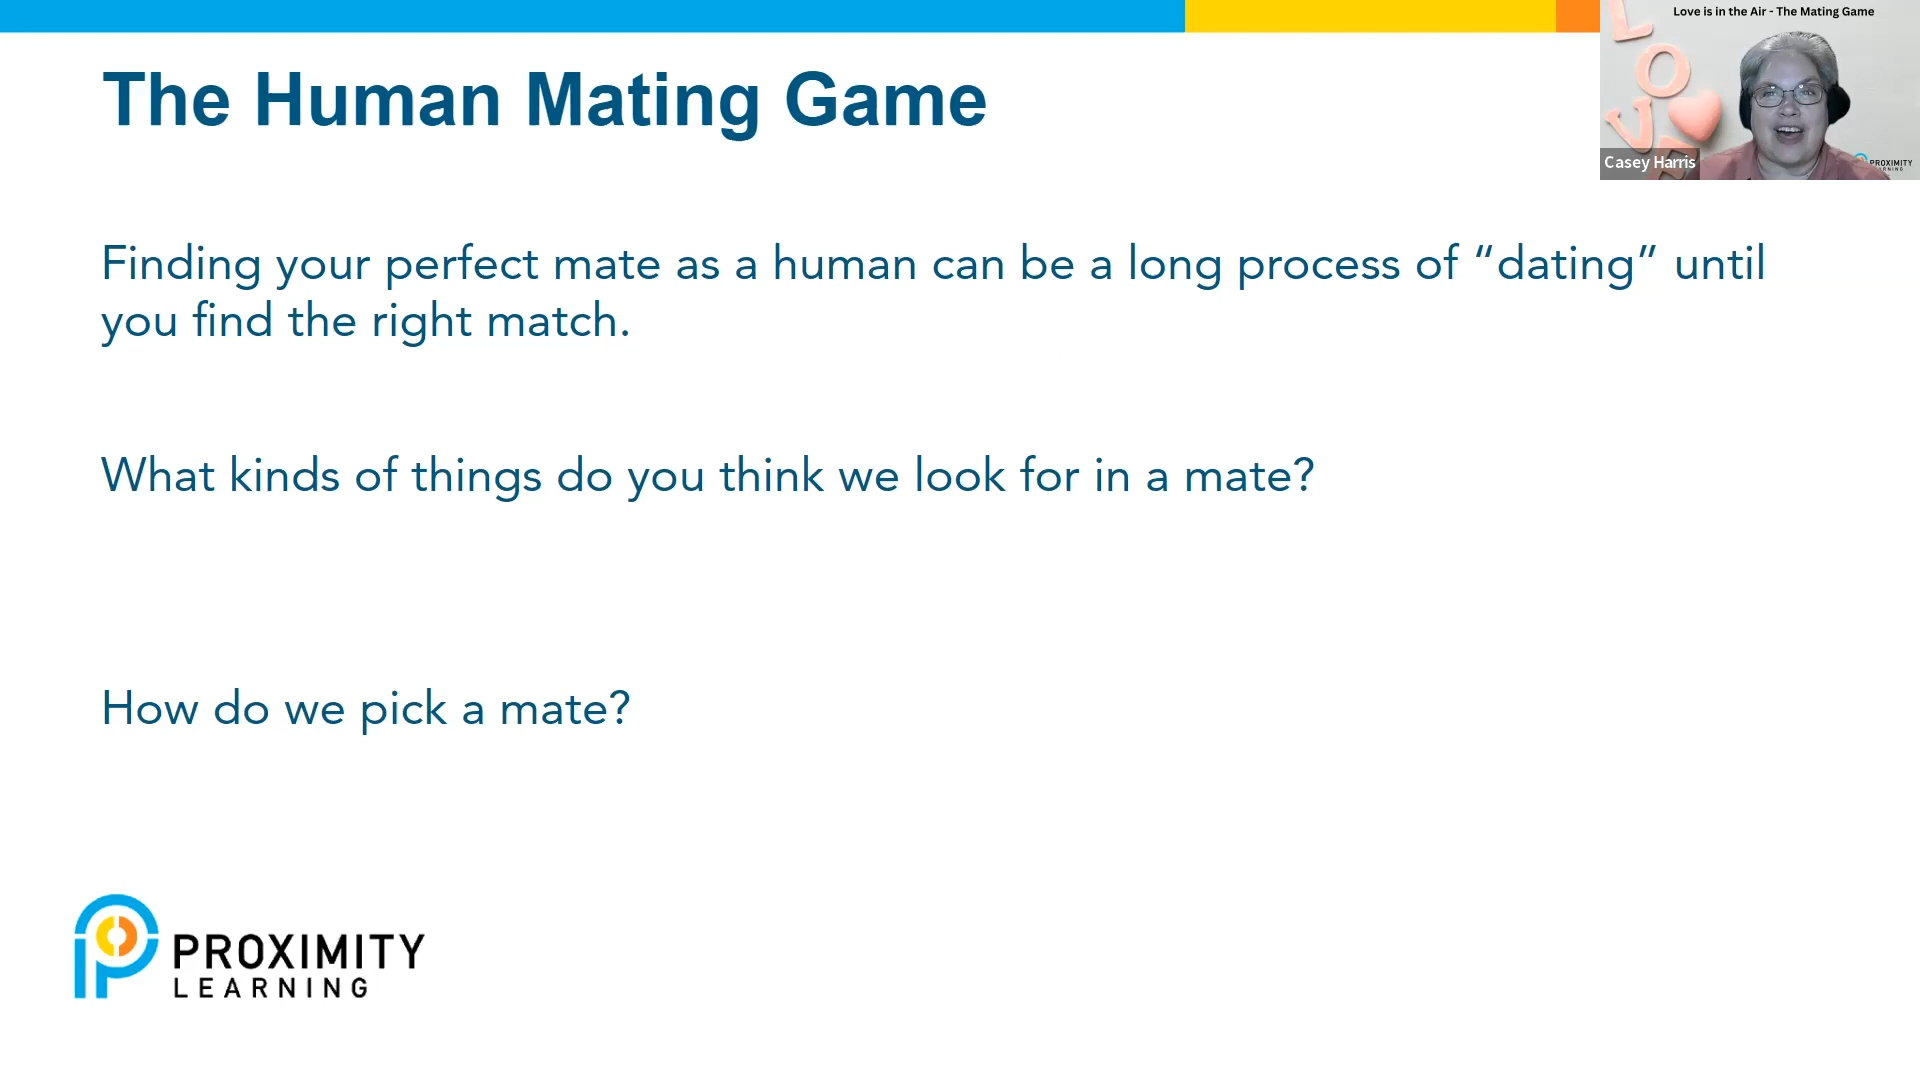 Love is in the Air - The Mating Game
The Human Mating Game
L
O
V
E
Casey Harris
PROXIMITY
LEARNING
Finding your perfect mate as a human can be a long process of “dating” until
you find the right match.
What kinds of things do you think we look for in a mate?
How do we pick a mate?
PROXIMITY
LEARNING